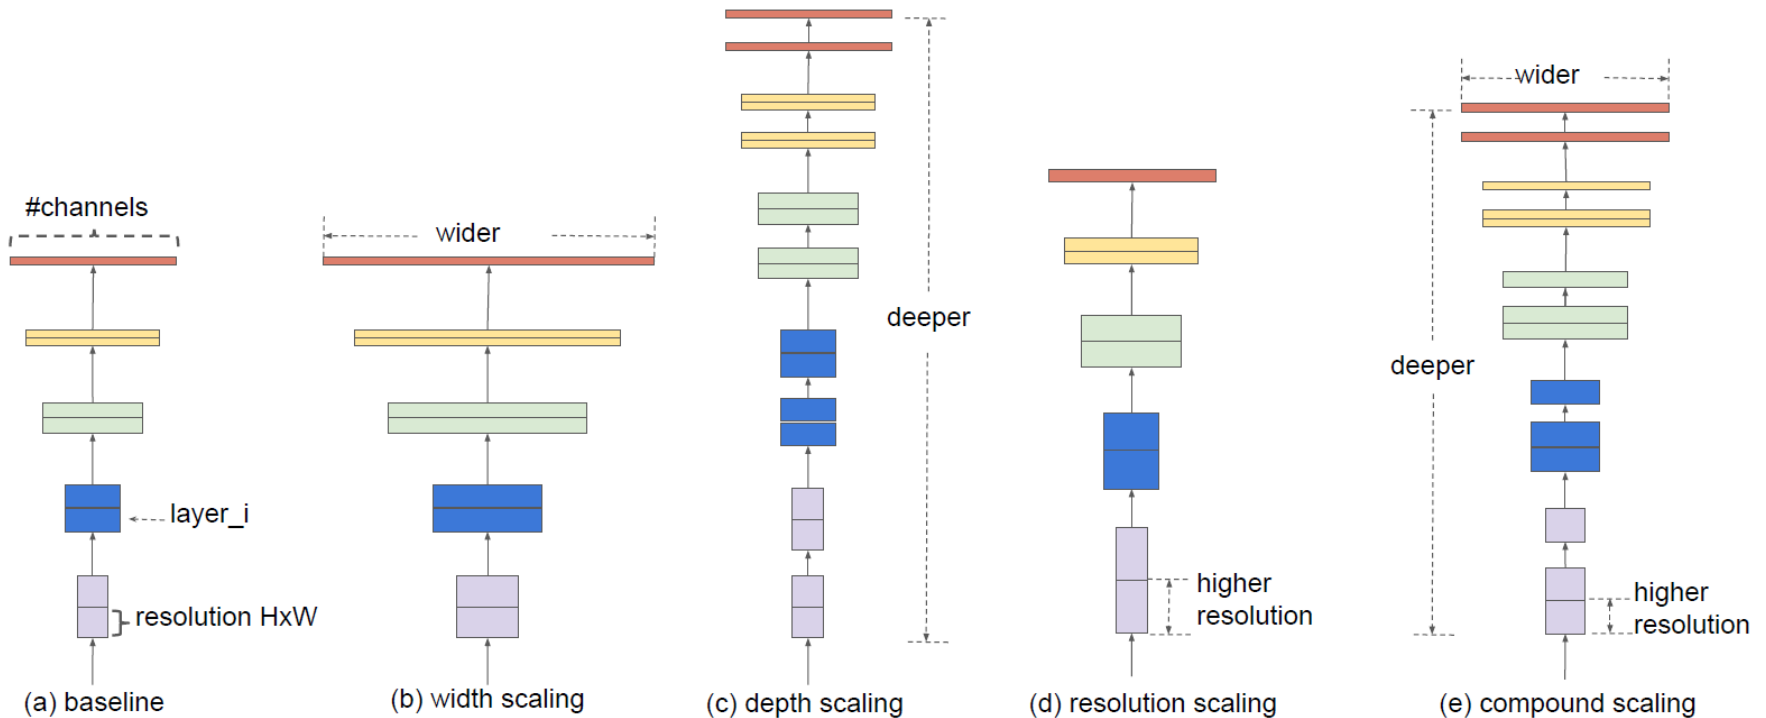 #channels
layer_i
resolution HxW
(a) baseline
wider
(b) width scaling
deeper
(c) depth scaling
higher
resolution
(d) resolution scaling
wider
deeper
higher
resolution
(e) compound scaling